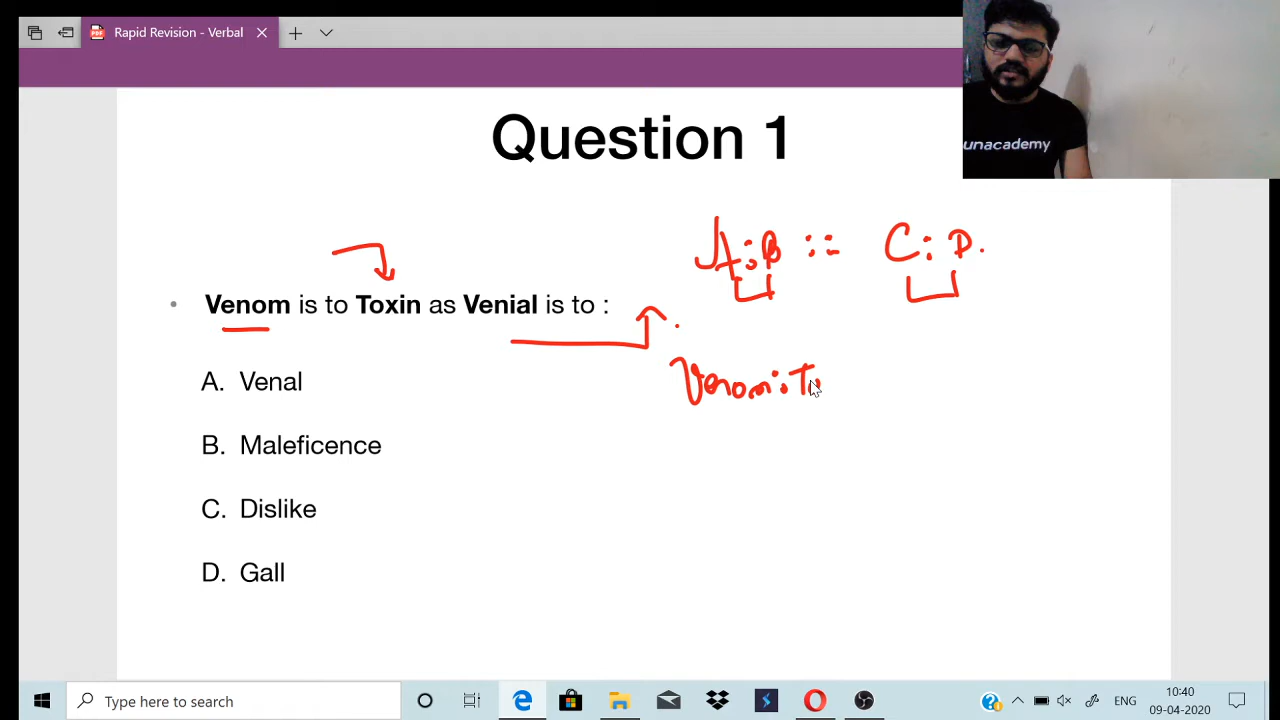 Rapid Revision - Verbal
Question 1
unacademy
A : B :: C : D.
Venom is to Toxin as Venial is to :
Venom : To
A. Venal
B. Maleficence
C. Dislike
D. Gall
Type here to search
ENG
10:40
09-04-2020